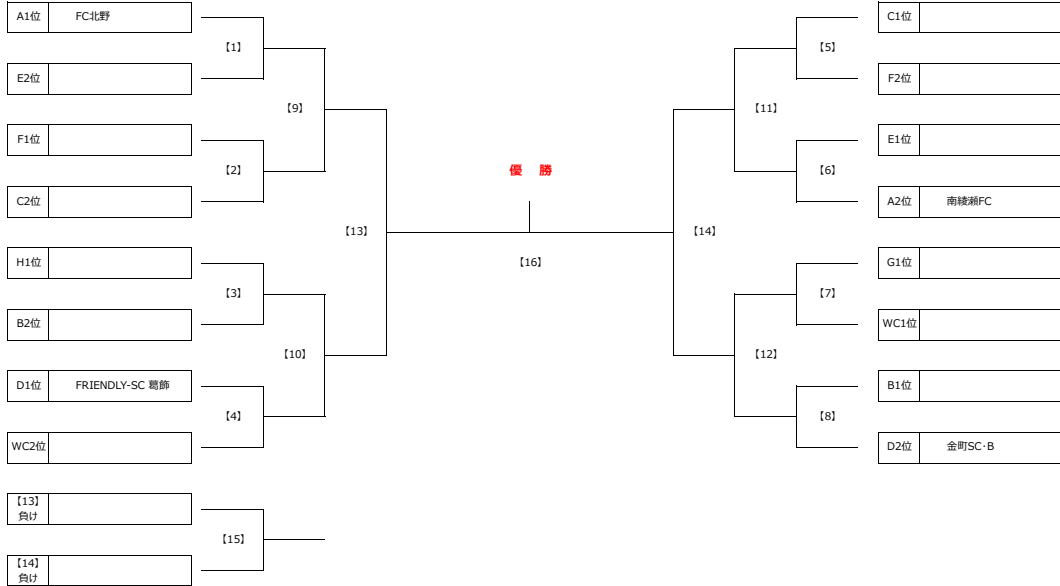 A1位 FC北野
【1】
E2位
【9】
F1位
【2】
C2位
【13】
H1位
【3】
B2位
【10】
D1位 FRIENDLY-SC 葛飾
【4】
WC2位
【13】
負け
【15】
【14】
負け
優 勝
【16】
C1位
【5】
F2位
【11】
E1位
【6】
A2位 南綾瀬FC
【14】
G1位
【7】
WC1位
【12】
B1位
【8】
D2位 金町SC・B